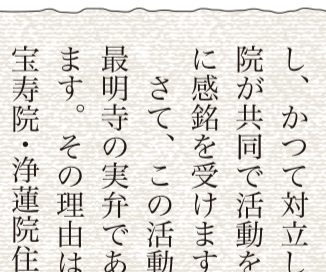 し、かつて対立し
院が共同で活動を
に感銘を受けます
さて、この活動
最明寺の実弁であ
ます。その理由は
宝寿院・浄蓮院住